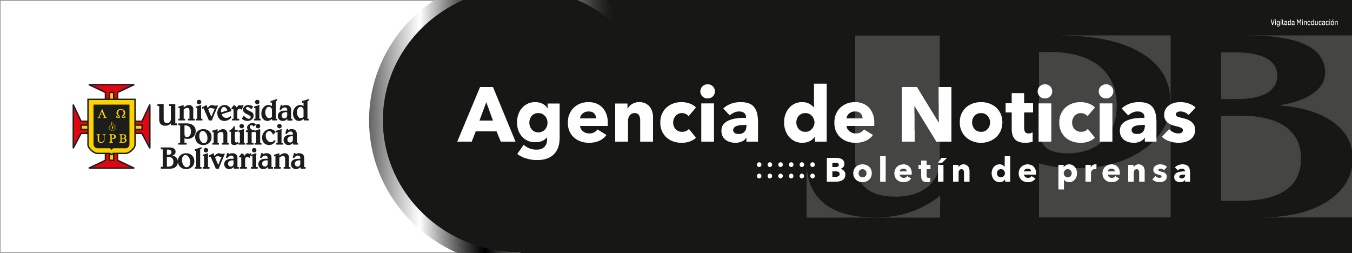 Vigilada Mineducación
Α Ω
UPB
Universidad
Pontificia
Bolivariana
Agencia de Noticias
Boletín de prensa
UPB